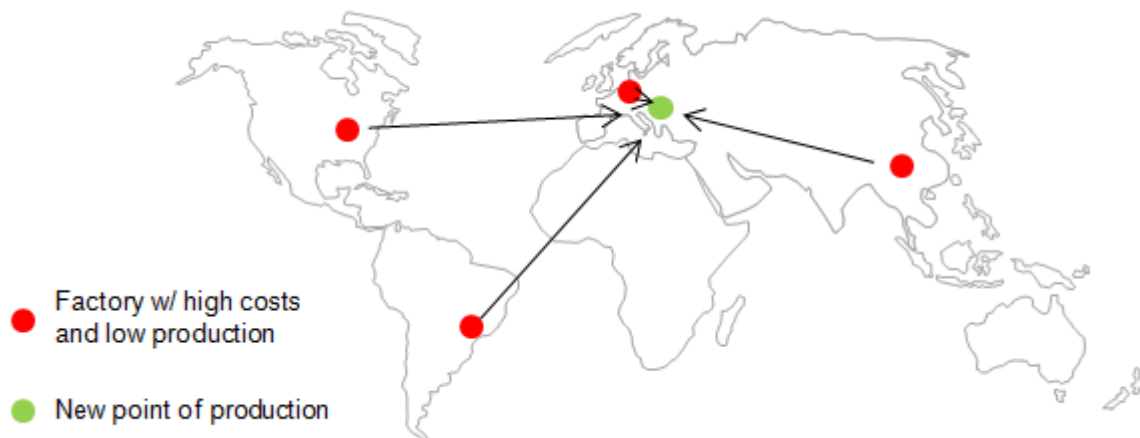 Factory w/ high costs
and low production
New point of production